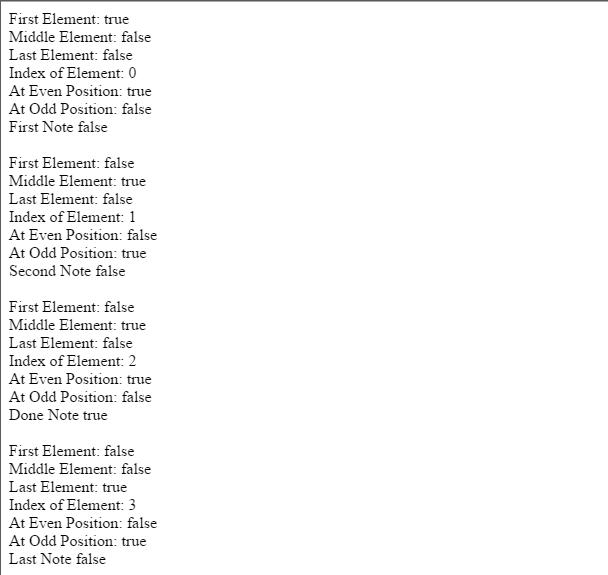 First Element: true
Middle Element: false
Last Element: false
Index of Element: 0
At Even Position: true
At Odd Position: false
First Note false
First Element: false
Middle Element: true
Last Element: false
Index of Element: 1
At Even Position: false
At Odd Position: true
Second Note false
First Element: false
Middle Element: true
Last Element: false
Index of Element: 2
At Even Position: true
At Odd Position: false
Done Note true
First Element: false
Middle Element: false
Last Element: true
Index of Element: 3
At Even Position: false
At Odd Position: true
Last Note false